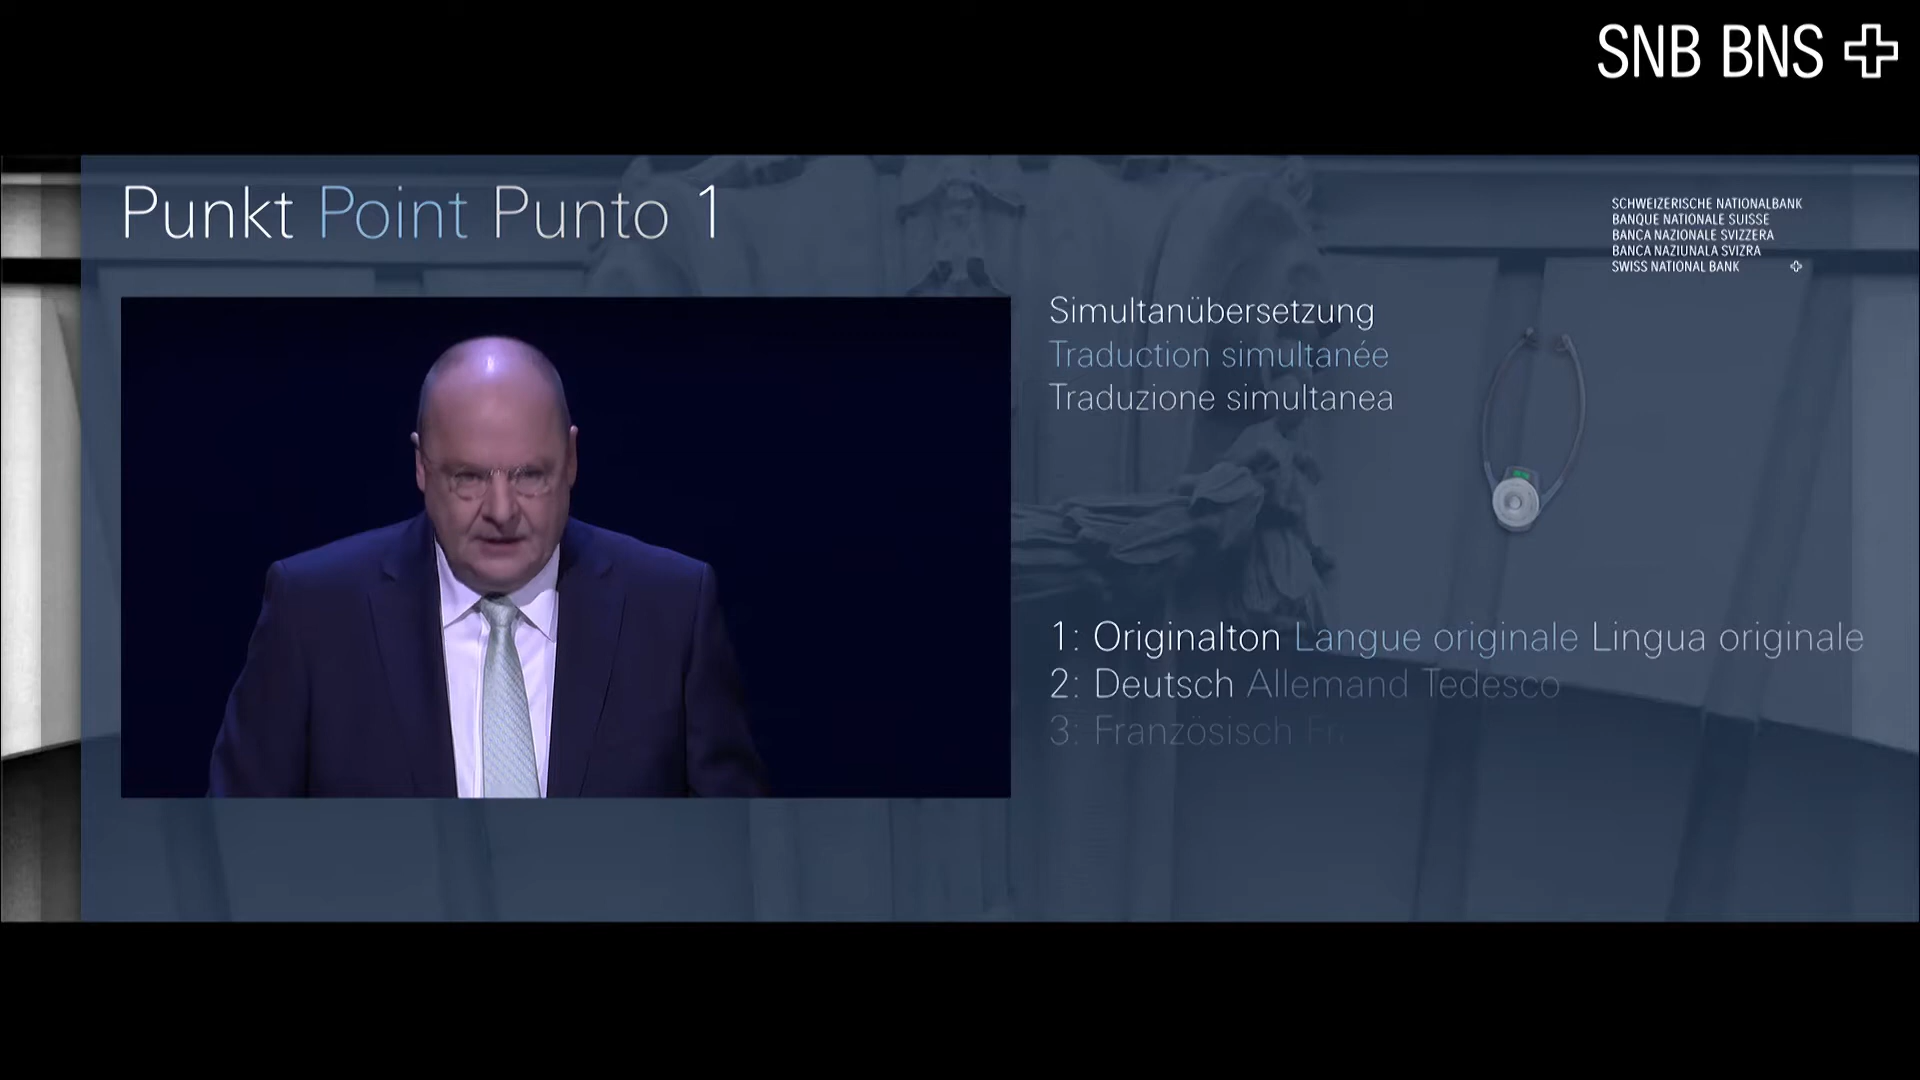 SNB BNS
Punkt Point Punto 1
SCHWEIZERISCHE NATIONALBANK
BANQUE NATIONALE SUISSE
BANCA NAZIONALE SVIZZERA
BANCA NAZIUNALA SVIZRA
SWISS NATIONAL BANK
Simultanübersetzung
Traduction simultanée
Traduzione simultanea
1: Originalton Langue originale Lingua originale
2: Deutsch Allemand Tedesco
3: Französisch